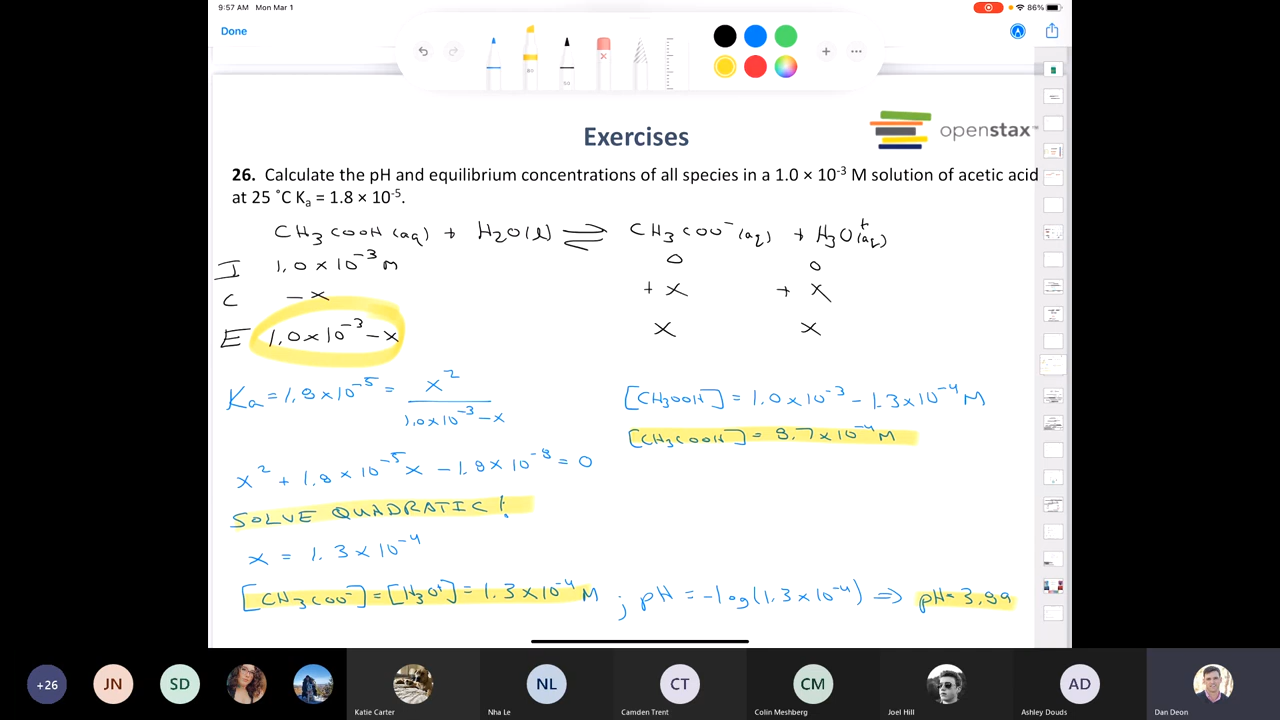 9:57 AM Mon Mar 1
86%
Done
Exercises
openstax™
26. Calculate the pH and equilibrium concentrations of all species in a 1.0 × 10⁻³ M solution of acetic acid
at 25 ˚C Kₐ = 1.8 × 10⁻⁵.
CH₃COOH (aq) + H₂O(l) ⇌ CH₃COO⁻(aq) + H₃O⁺(aq)
I 1.0 × 10⁻³ M 0 0
C − x + x + x
E 1.0 × 10⁻³ − x x x
Ka = 1.8 × 10⁻⁵ = x² / 1.0 × 10⁻³ − x
x² + 1.8 × 10⁻⁵ x − 1.8 × 10⁻⁸ = 0
SOLVE QUADRATIC !
x = 1.3 × 10⁻⁴
[CH₃OOH] = 1.0 × 10⁻³ − 1.3 × 10⁻⁴ M
[CH₃COOH] = 8.7 × 10⁻⁴ M
[CH₃COO⁻] = [H₃O⁺] = 1.3 × 10⁻⁴ M ; pH = −log(1.3 × 10⁻⁴) ⇒ pH = 3.89
+26 JN SD NL CT CM AD
Katie Carter Nha Le Camden Trent Colin Meshberg Joel Hill Ashley Douds Dan Deon